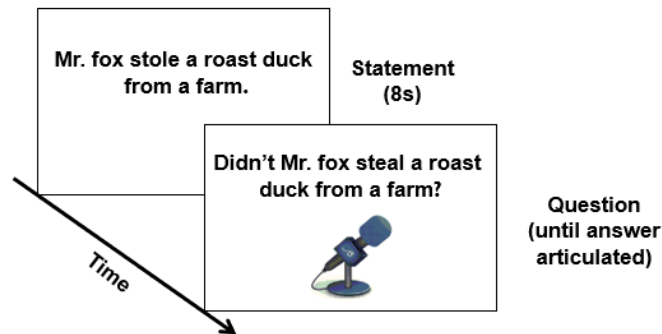 Mr. fox stole a roast duck
from a farm.
Statement
(8s)
Didn’t Mr. fox steal a roast
duck from a farm?
Question
(until answer
articulated)
Time